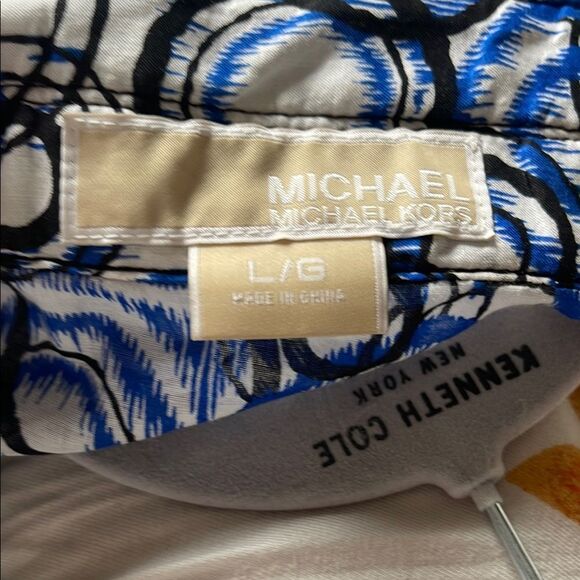 MICHAEL
MICHAEL KORS
L/G
MADE IN CHINA
KENNETH COLE
NEW YORK